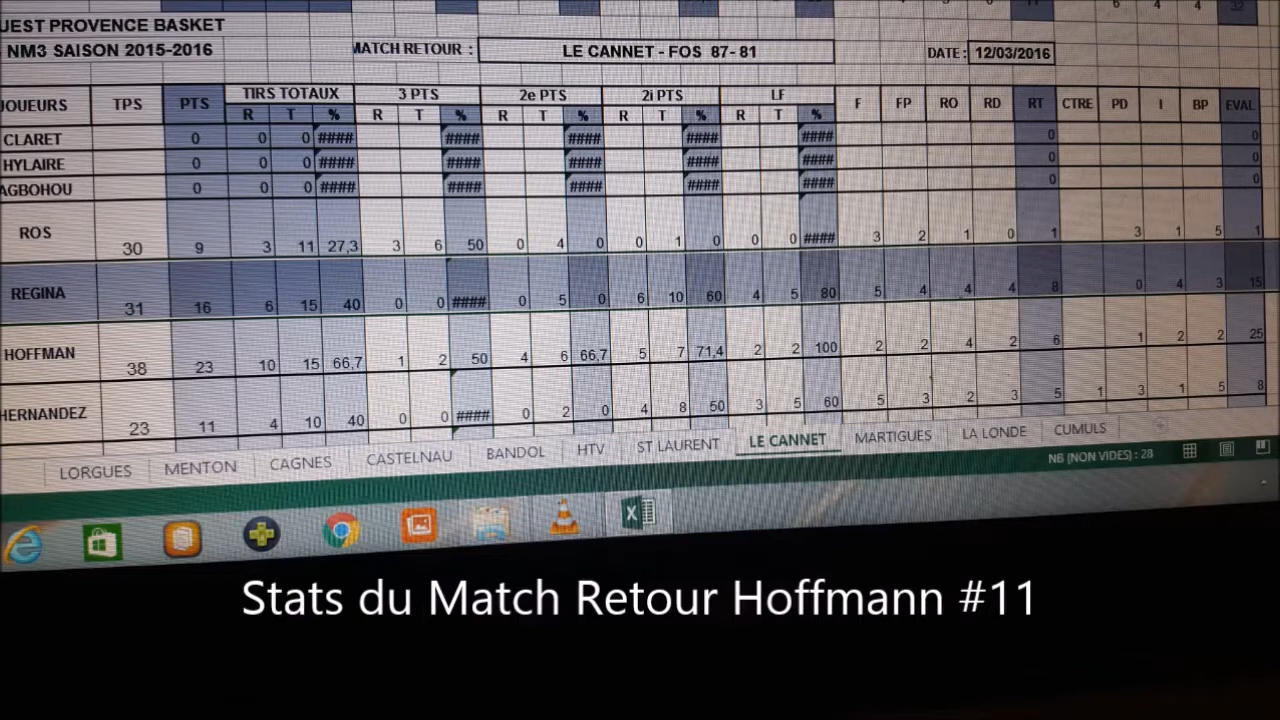 UEST PROVENCE BASKET
NM3 SAISON 2015-2016 MATCH RETOUR : LE CANNET - FOS 87- 81 DATE : 12/03/2016
JOUEURS TPS PTS TIRS TOTAUX 3 PTS 2e PTS 2i PTS LF F FP RO RD RT CTRE PD I BP EVAL
R T % R T % R T % R T % R T %
CLARET 0 0 0 #### #### #### #### #### 0 0
HYLAIRE 0 0 0 #### #### #### #### #### 0 0
AGBOHOU 0 0 0 #### #### #### #### #### 0 0
ROS 30 9 3 11 27,3 3 6 50 0 4 0 0 1 0 0 0 #### 3 2 1 0 1 3 1 5 1
REGINA 31 16 6 15 40 0 0 #### 0 5 0 6 10 60 4 5 80 5 4 4 4 8 0 4 3 15
HOFFMAN 38 23 10 15 66,7 1 2 50 4 6 66,7 5 7 71,4 2 2 100 2 2 4 2 6 1 2 2 25
HERNANDEZ 23 11 4 10 40 0 0 #### 0 2 0 4 8 50 3 5 60 5 3 2 3 5 1 3 1 5 8
LORGUES MENTON CAGNES CASTELNAU BANDOL HTV ST LAURENT LE CANNET MARTIGUES LA LONDE CUMULS
NB (NON VIDES) : 28
Stats du Match Retour Hoffmann #11